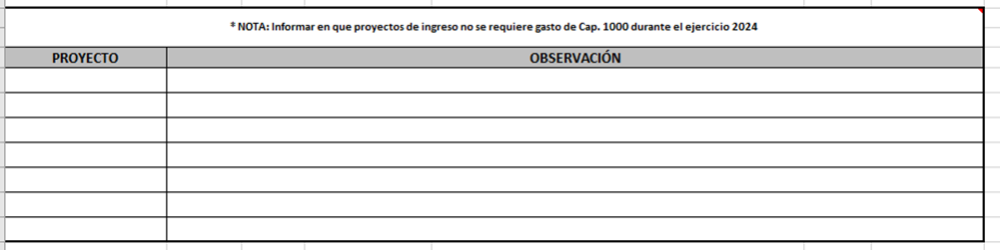 * NOTA: Informar en que proyectos de ingreso no se requiere gasto de Cap. 1000 durante el ejercicio 2024
PROYECTO OBSERVACIÓN